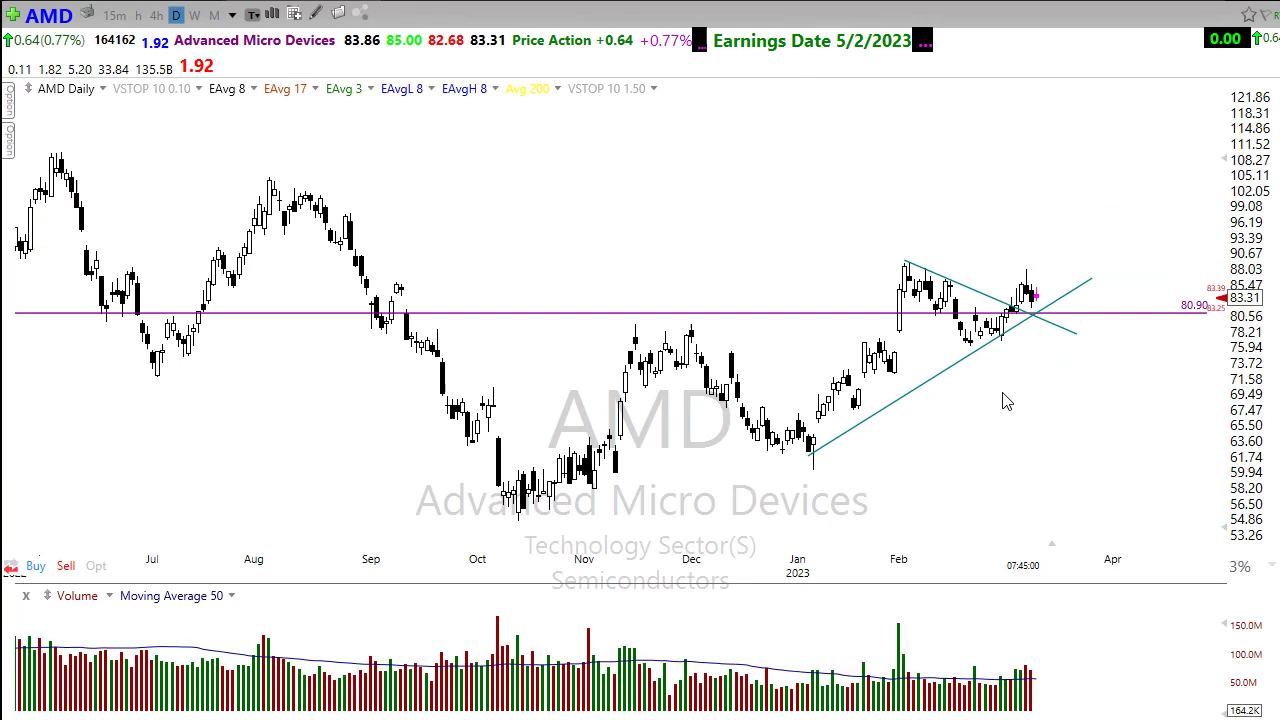 AMD 15m h 4h D W M T
0.64(0.77%) 164162 1.92 Advanced Micro Devices 83.86 85.00 82.68 83.31 Price Action +0.64 +0.77% ... Earnings Date 5/2/2023 ... 0.00
0.11 1.82 5.20 33.84 135.5B 1.92
Option
Option
AMD Daily VSTOP 10 0.10 EAvg 8 EAvg 17 EAvg 3 EAvgL 8 EAvgH 8 Avg 200 VSTOP 10 1.50
121.86
118.31
114.86
111.52
108.27
105.11
102.05
99.08
96.19
93.39
90.67
88.03
85.47
83.39
83.31
80.90 83.25
80.56
78.21
75.94
73.72
71.58
69.49
67.47
65.50
63.60
61.74
59.94
58.20
56.50
54.86
53.26
AMD
Advanced Micro Devices
Technology Sector(S)
Semiconductors
Jul Aug Sep Oct Nov Dec Jan Feb Apr
2023 07:45:00
Buy Sell Opt 3%
x Volume Moving Average 50
150.0M
100.0M
50.0M
164.2K